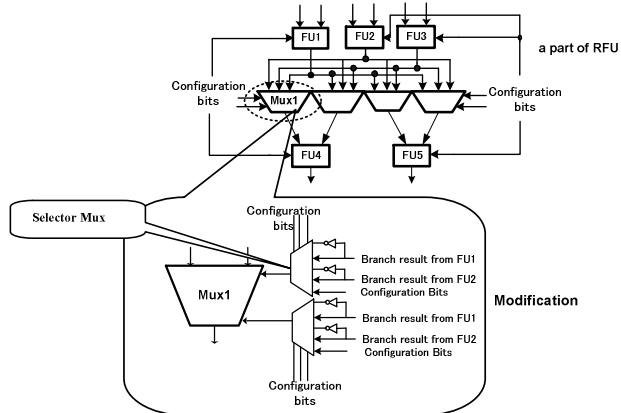 FU1
FU2
FU3
a part of RFU
Configuration
bits
Mux1
Configuration
bits
FU4
FU5
Selector Mux
Configuration
bits
Branch result from FU1
Branch result from FU2
Configuration Bits
Mux1
Modification
Branch result from FU1
Branch result from FU2
Configuration Bits
Configuration
bits